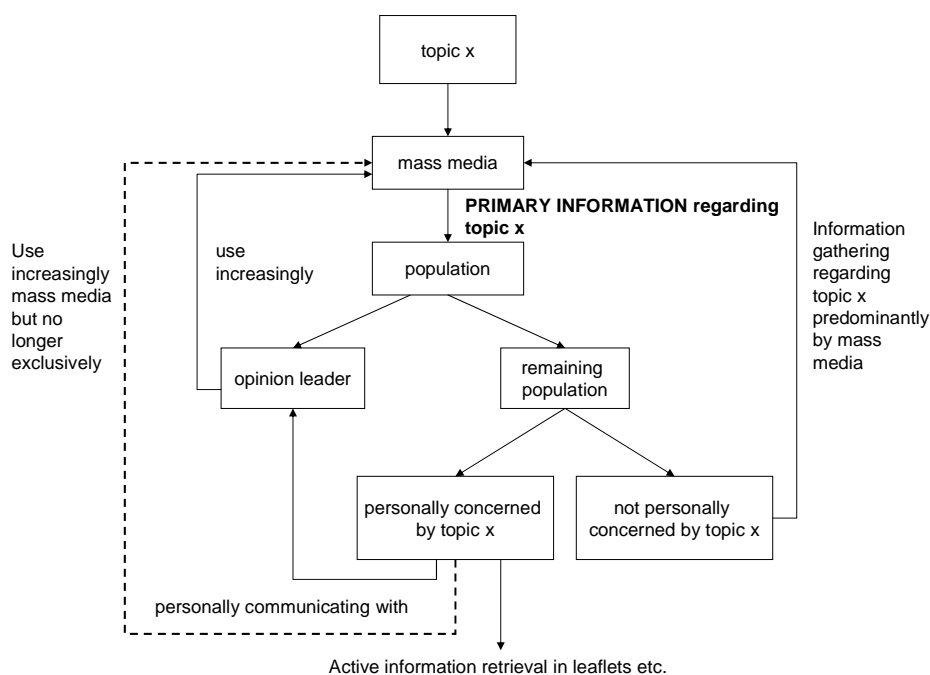 topic x
mass media
PRIMARY INFORMATION regarding
topic x
Use
increasingly
mass media
but no
longer
exclusively
use
increasingly
population
Information
gathering
regarding
topic x
predominantly
by mass
media
opinion leader
remaining
population
personally concerned
by topic x
not personally
concerned by topic x
personally communicating with
Active information retrieval in leaflets etc.